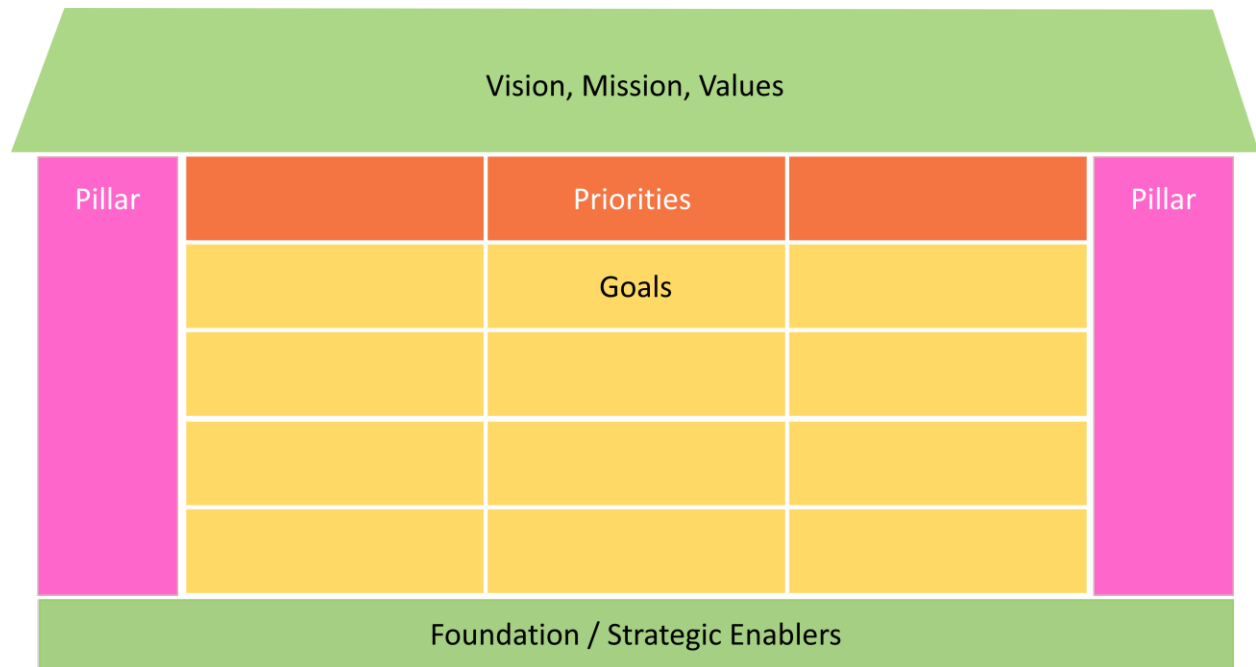 Vision, Mission, Values
Pillar
Priorities
Pillar
Goals
Foundation / Strategic Enablers